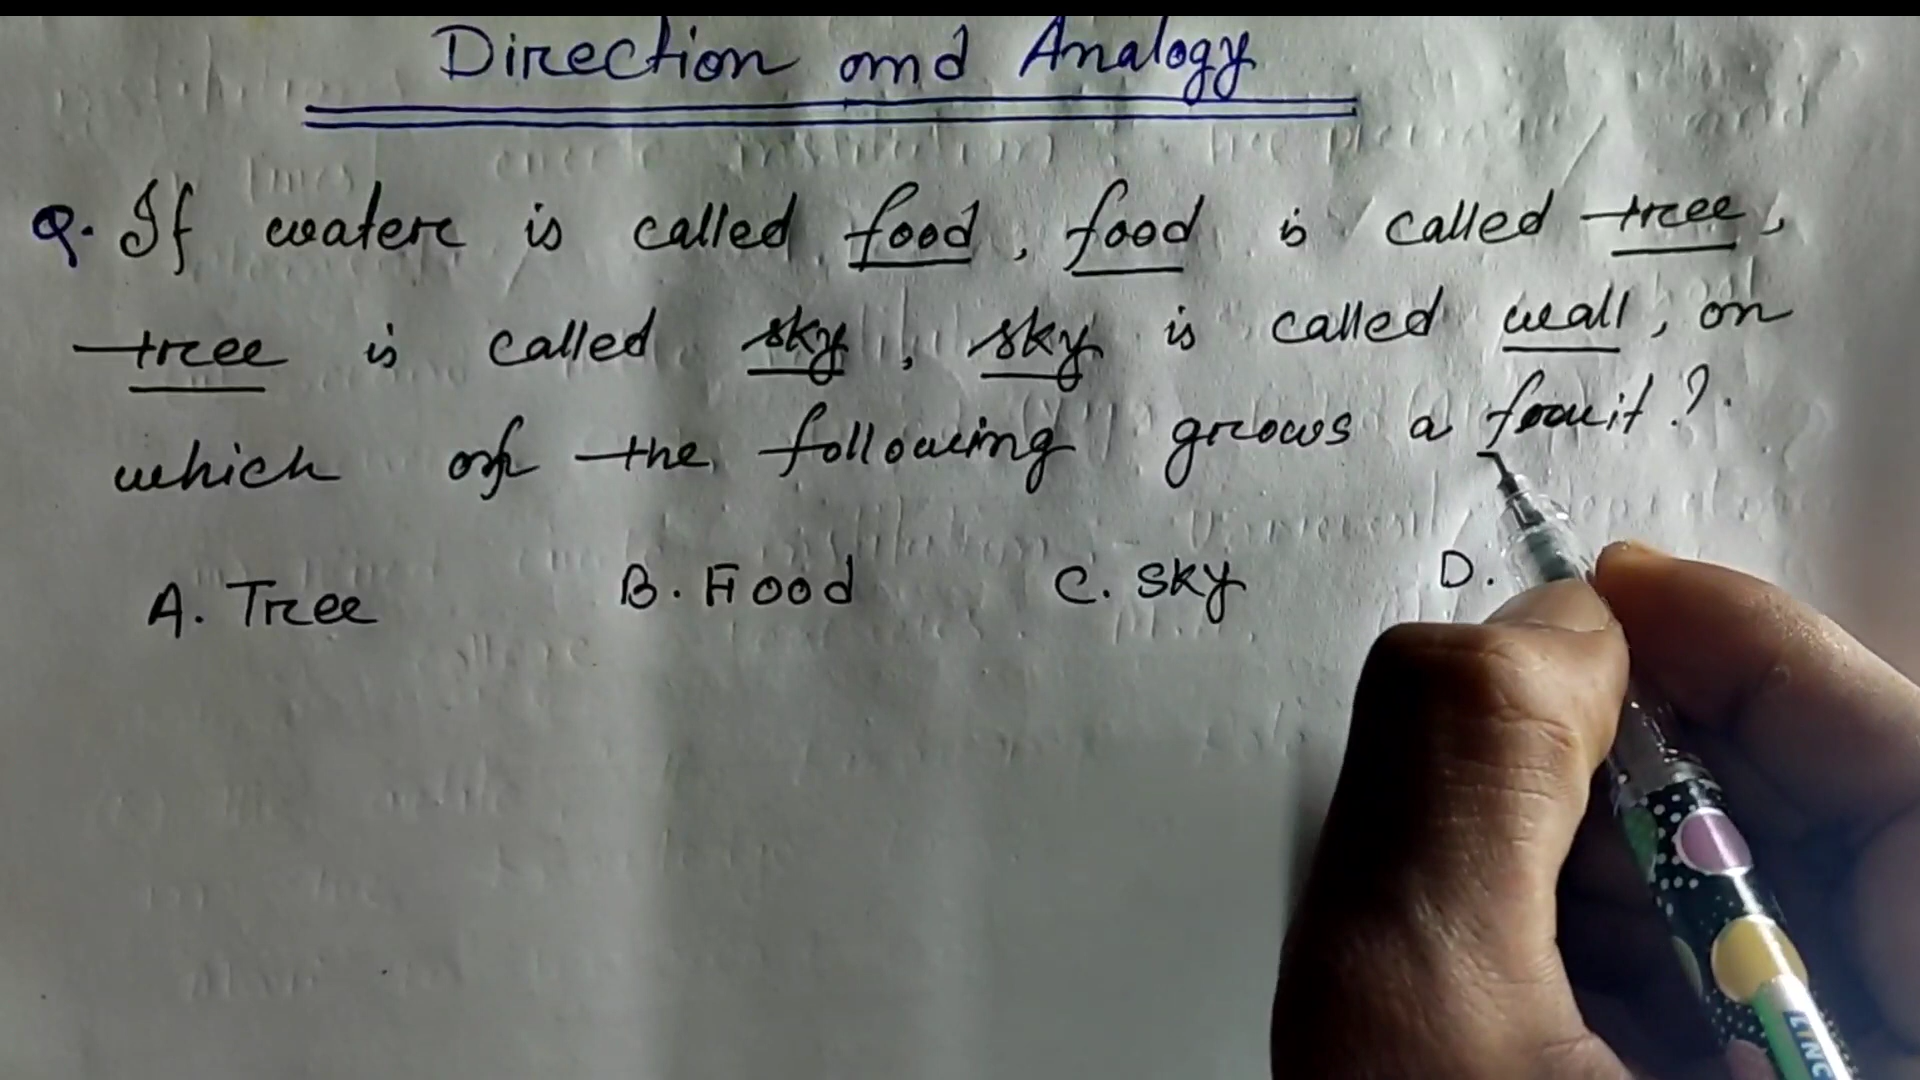 Direction and Analogy
Q. If water is called food, food is called tree,
tree is called sky, sky is called wall, on
which of the following grows a fruit?
A. Tree B. Food C. Sky D.
LINC